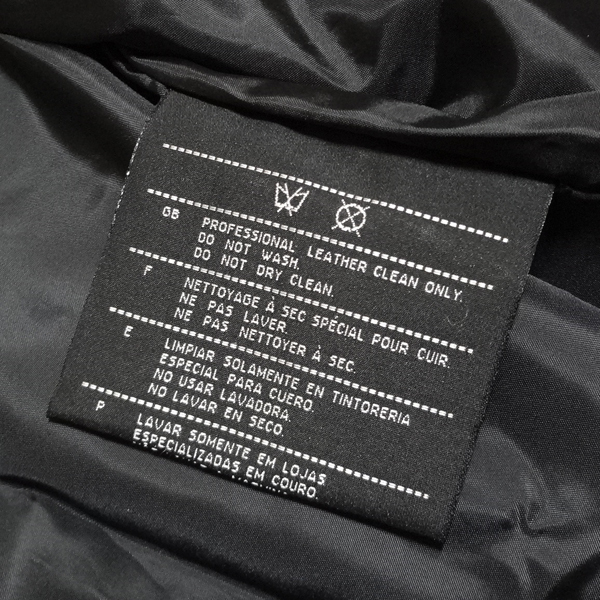 GB
PROFESSIONAL LEATHER CLEAN ONLY.
DO NOT WASH.
DO NOT DRY CLEAN.
F
NETTOYAGE À SEC SPÉCIAL POUR CUIR.
NE PAS LAVER.
NE PAS NETTOYER À SEC.
E
LIMPIAR SOLAMENTE EN TINTORERIA
ESPECIAL PARA CUERO.
NO USAR LAVADORA.
NO LAVAR EN SECO.
P
LAVAR SOMENTE EM LOJAS
ESPECIALIZADAS EM COURO.